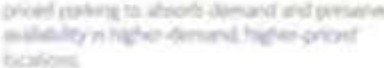 priced parking to absorb demand and preserve
availability in higher-demand, higher-priced
locations.